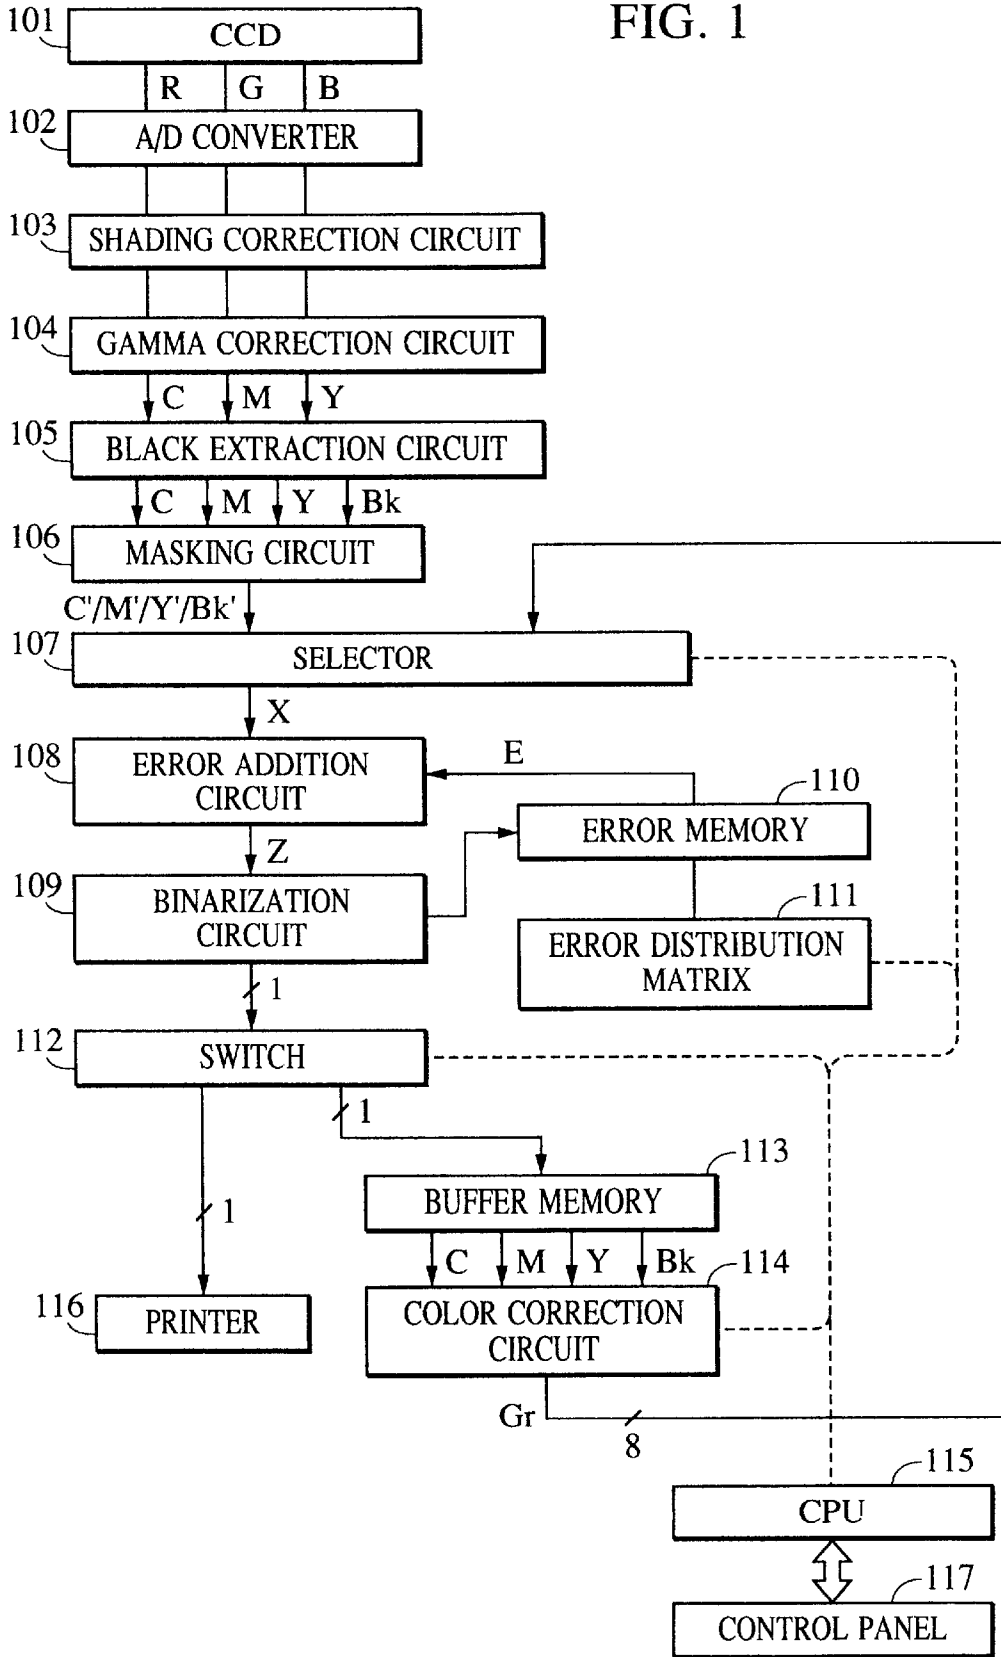 FIG. 1
101
CCD
R G B
102
A/D CONVERTER
103
SHADING CORRECTION CIRCUIT
104
GAMMA CORRECTION CIRCUIT
C M Y
105
BLACK EXTRACTION CIRCUIT
C M Y Bk
106
MASKING CIRCUIT
C'/M'/Y'/Bk'
107
SELECTOR
X
108
ERROR ADDITION
CIRCUIT
E
110
ERROR MEMORY
Z
109
BINARIZATION
CIRCUIT
111
ERROR DISTRIBUTION
MATRIX
1
112
SWITCH
1
113
BUFFER MEMORY
1
C M Y Bk
114
COLOR CORRECTION
CIRCUIT
116
PRINTER
Gr
8
115
CPU
117
CONTROL PANEL